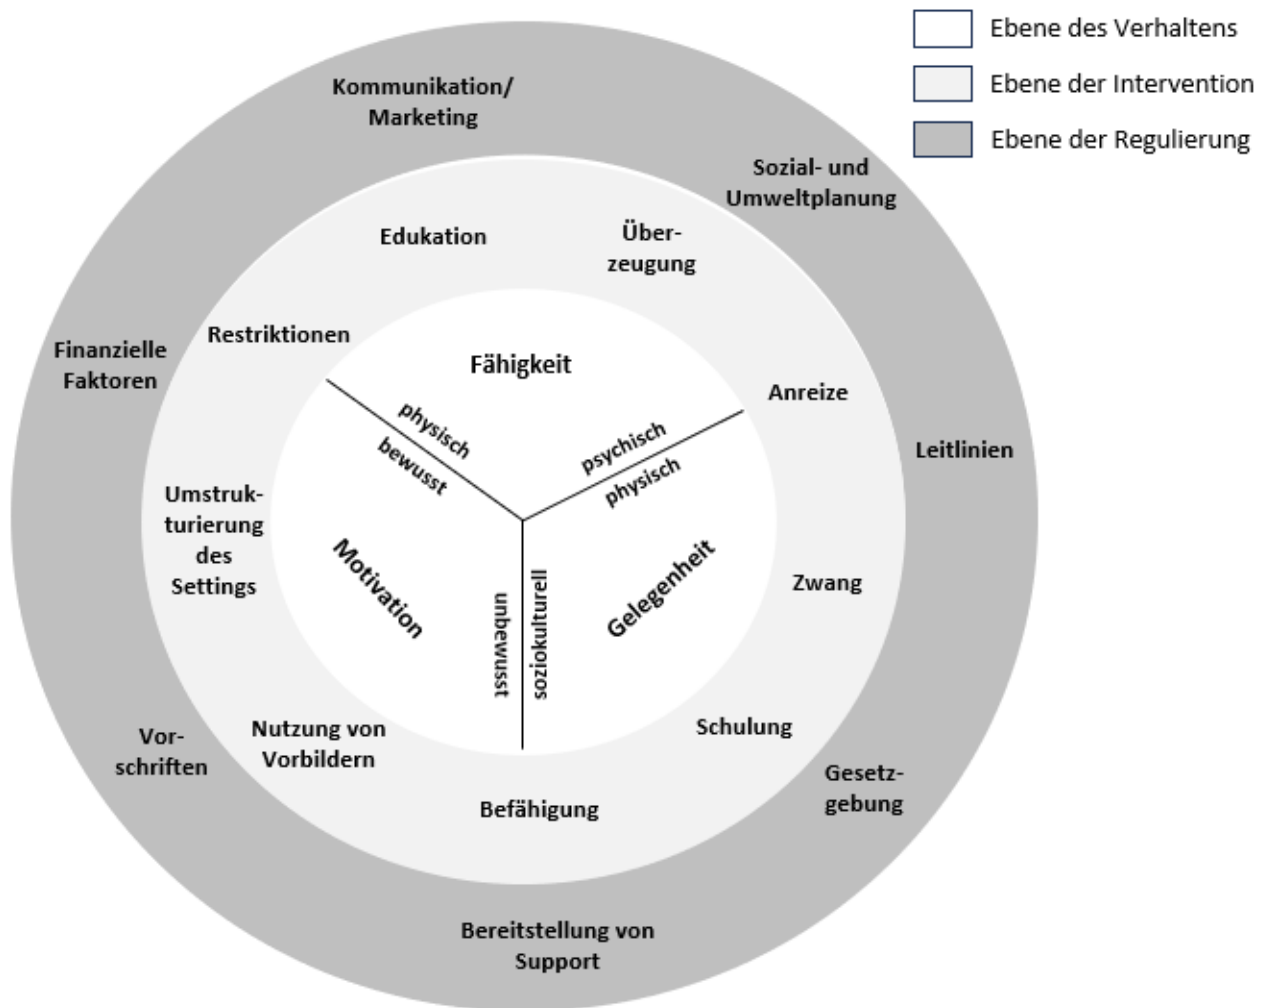 Ebene des Verhaltens
Ebene der Intervention
Ebene der Regulierung
Kommunikation/
Marketing
Sozial- und
Umweltplanung
Leitlinien
Gesetz-
gebung
Bereitstellung von
Support
Vor-
schriften
Finanzielle
Faktoren
Edukation
Über-
zeugung
Anreize
Zwang
Schulung
Befähigung
Nutzung von
Vorbildern
Umstruk-
turierung
des
Settings
Restriktionen
Fähigkeit
physisch
psychisch
Gelegenheit
physisch
soziokulturell
Motivation
bewusst
unbewusst